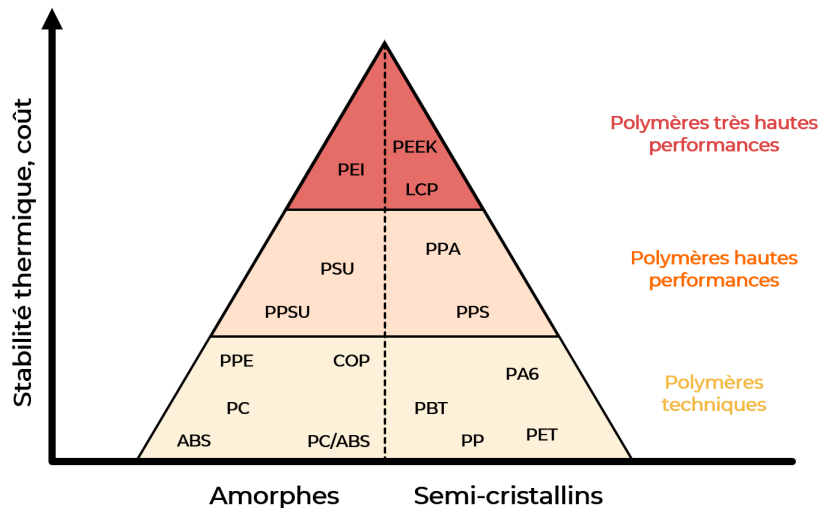 Stabilité thermique, coût
PEEK
PEI
LCP
Polymères très hautes
performances
PPA
PSU
PPSU
PPS
Polymères hautes
performances
PPE
COP
PA6
PC
PBT
ABS
PC/ABS
PP
PET
Polymères
techniques
Amorphes
Semi-cristallins